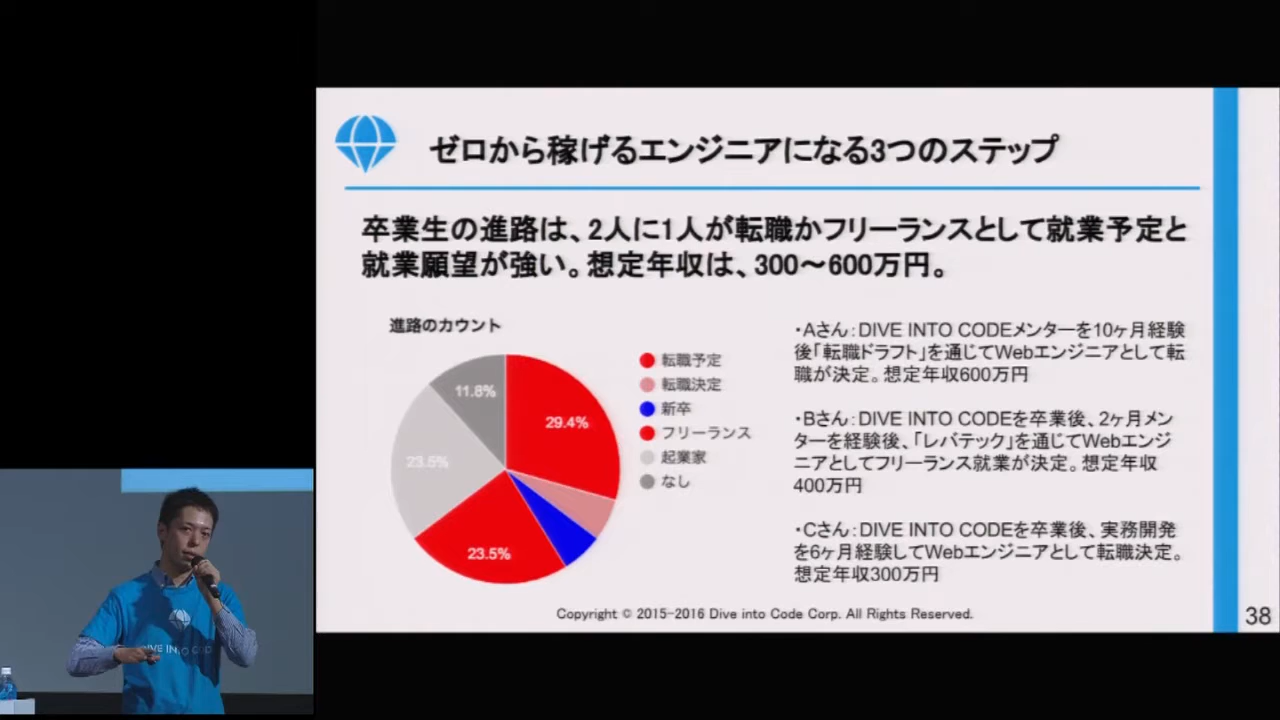 ゼロから稼げるエンジニアになる3つのステップ
卒業生の進路は、2人に1人が転職かフリーランスとして就業予定と
就業願望が強い。想定年収は、300～600万円。
進路のカウント
11.8%
29.4%
23.5%
23.5%
転職予定
転職決定
新卒
フリーランス
起業家
なし
・Aさん：DIVE INTO CODEメンターを10ヶ月経験
後「転職ドラフト」を通じてWebエンジニアとして転
職が決定。想定年収600万円
・Bさん：DIVE INTO CODEを卒業後、2ヶ月メン
ターを経験後、「レバテック」を通じてWebエンジ
ニアとしてフリーランス就業が決定。想定年収
400万円
・Cさん：DIVE INTO CODEを卒業後、実務開発
を6ヶ月経験してWebエンジニアとして転職決定。
想定年収300万円
Copyright © 2015-2016 Dive into Code Corp. All Rights Reserved.
38
DIVE INTO CODE